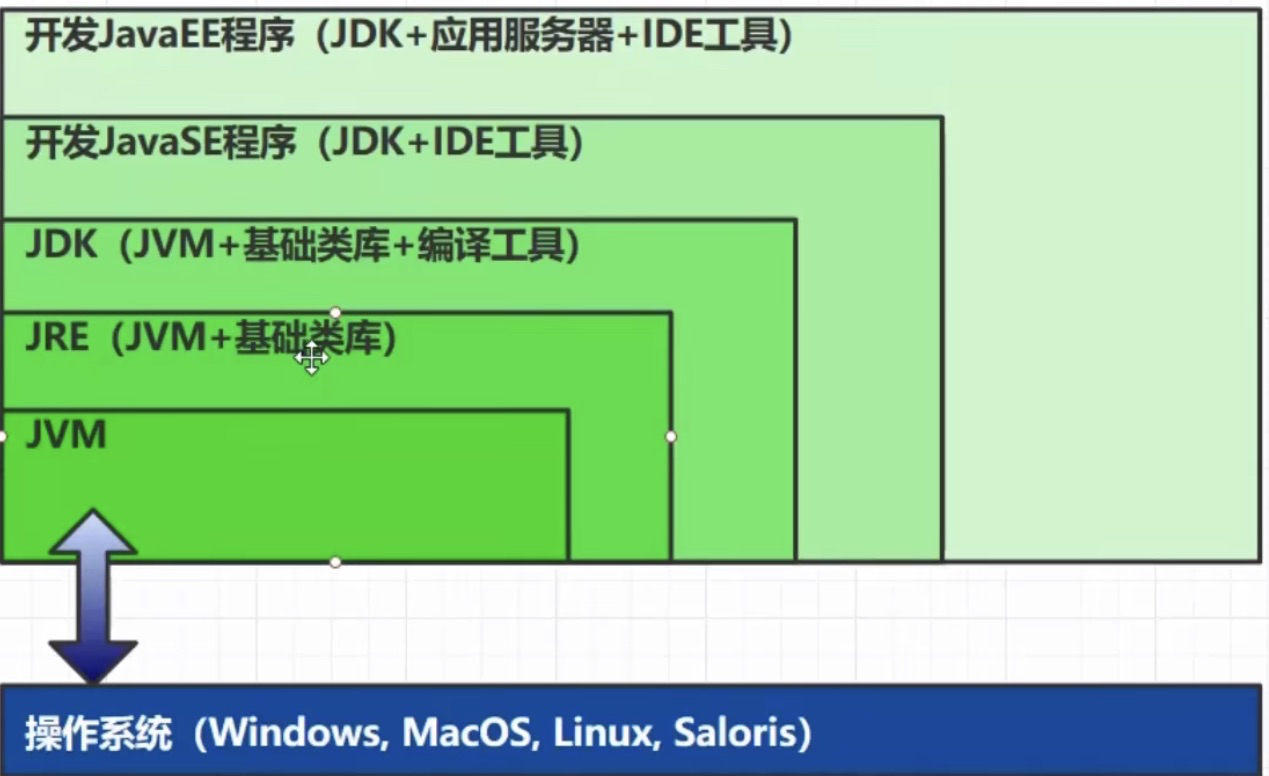 开发JavaEE程序（JDK+应用服务器+IDE工具）
开发JavaSE程序（JDK+IDE工具）
JDK（JVM+基础类库+编译工具）
JRE（JVM+基础类库）
JVM
操作系统（Windows, MacOS, Linux, Saloris）